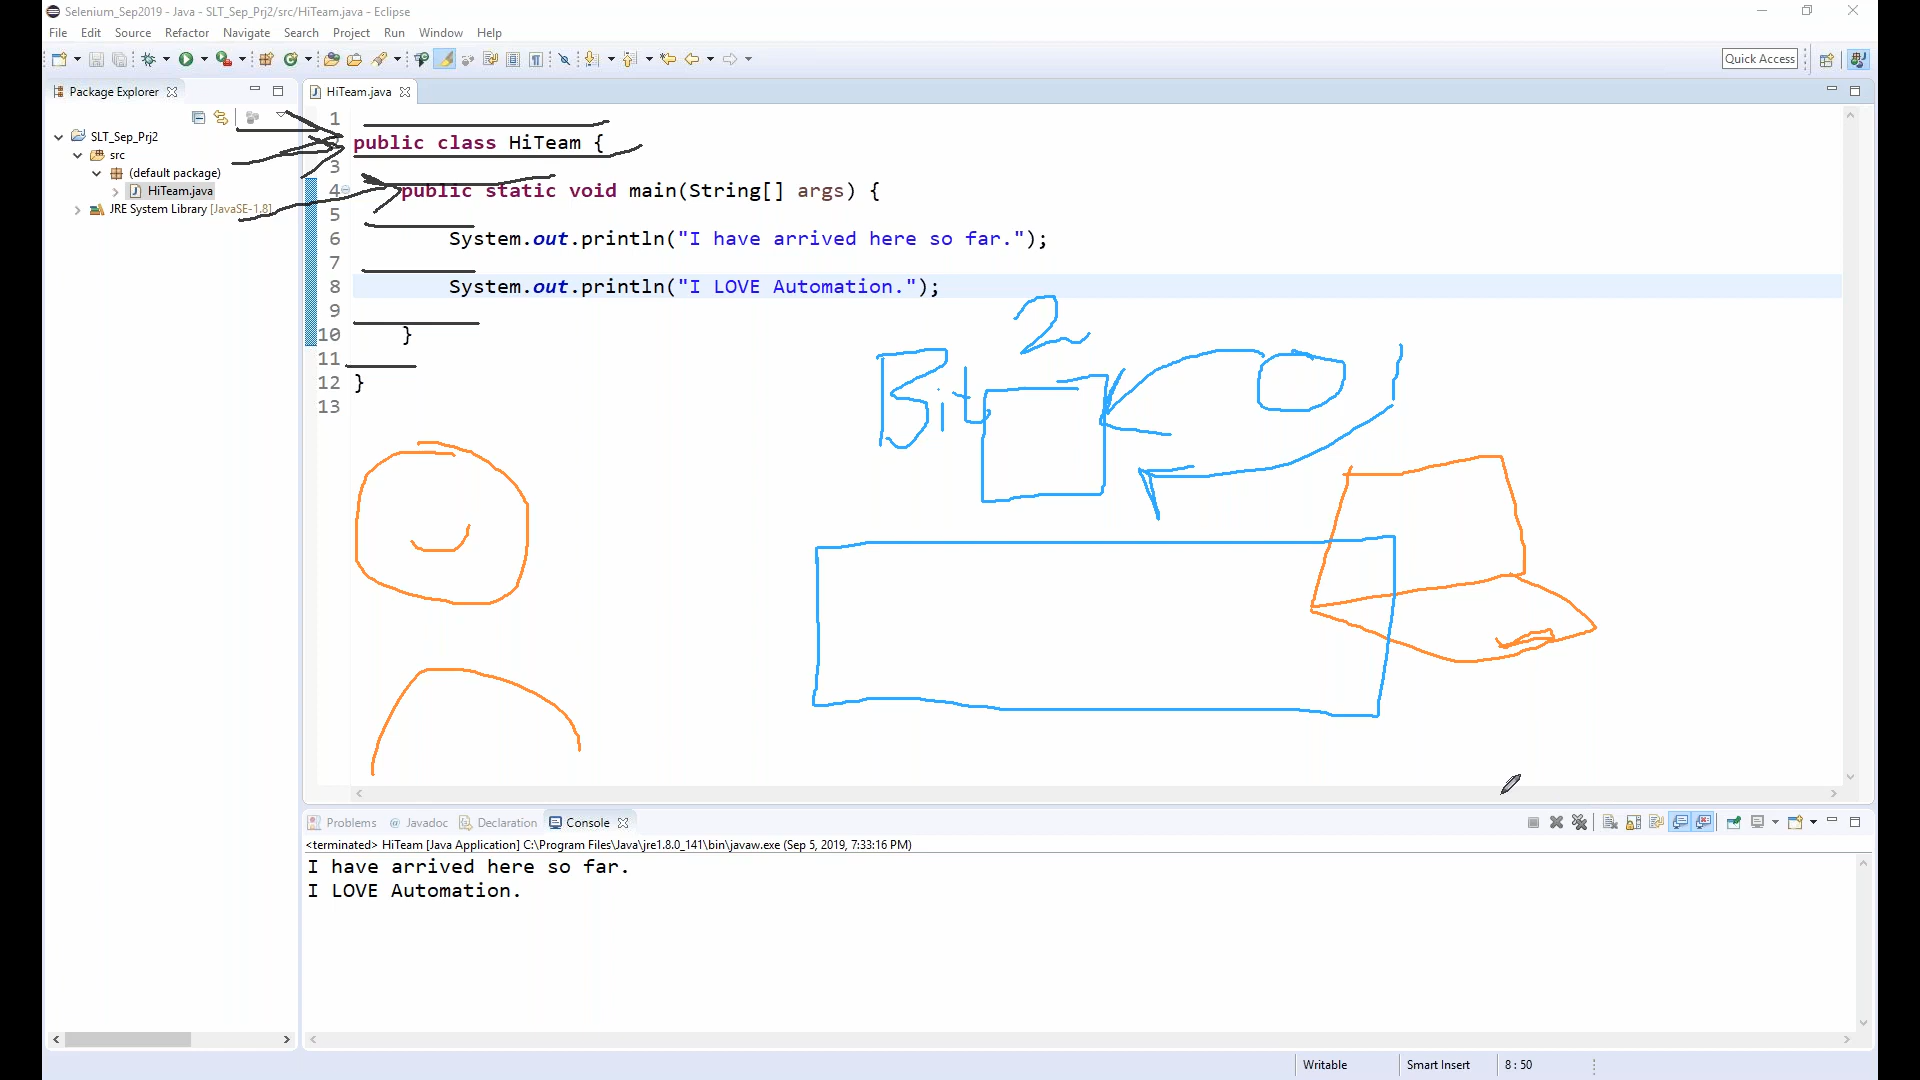 Selenium_Sep2019 - Java - SLT_Sep_Prj2/src/HiTeam.java - Eclipse
File Edit Source Refactor Navigate Search Project Run Window Help
Quick Access
Package Explorer
HiTeam.java
SLT_Sep_Prj2
src
(default package)
HiTeam.java
JRE System Library [JavaSE-1.8]
1
public class HiTeam {
3
4 public static void main(String[] args) {
5
6 System.out.println("I have arrived here so far.");
7
8 System.out.println("I LOVE Automation.");
9
10 }
11
12 }
13
2
Bit
0 1
Problems @ Javadoc Declaration Console
<terminated> HiTeam [Java Application] C:\Program Files\Java\jre1.8.0_141\bin\javaw.exe (Sep 5, 2019, 7:33:16 PM)
I have arrived here so far.
I LOVE Automation.
Writable Smart Insert 8 : 50